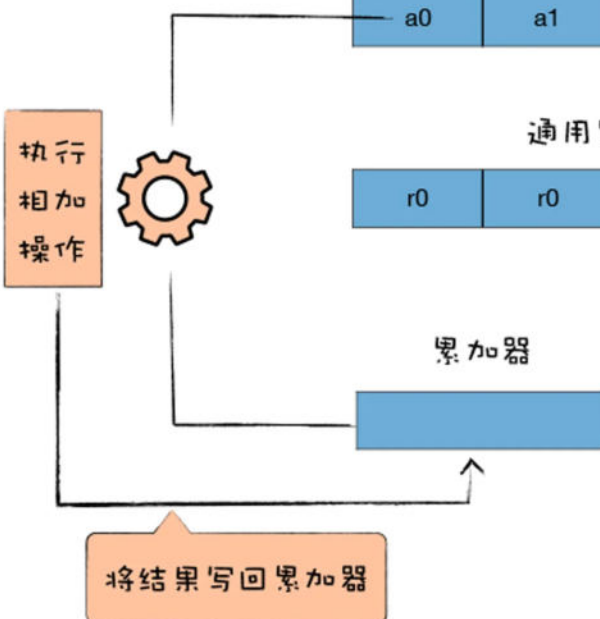 a0 a1
通用
执行
相加
操作
r0 r0
累加器
将结果写回累加器